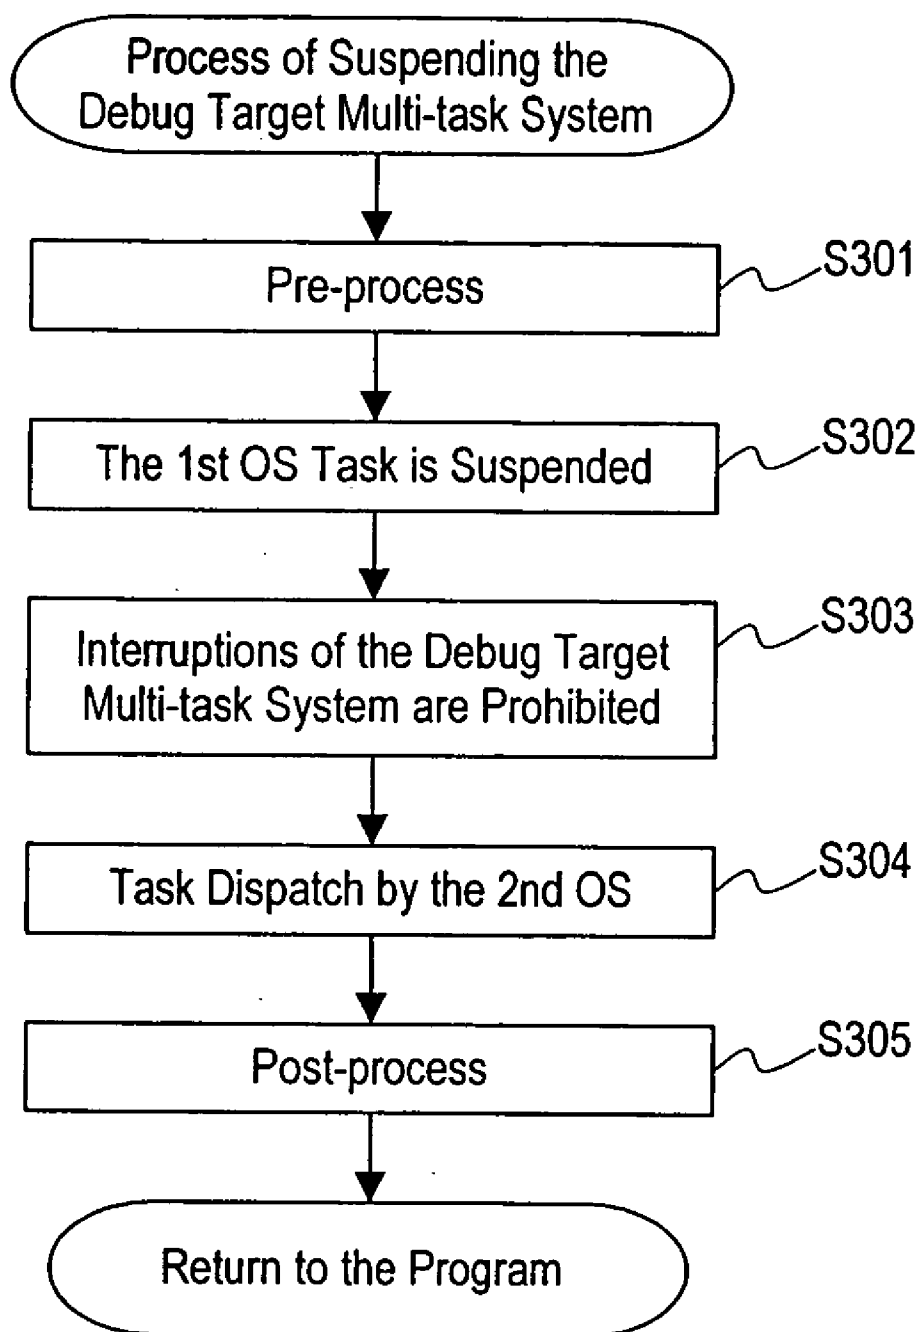 Process of Suspending the
Debug Target Multi-task System
Pre-process
S301
The 1st OS Task is Suspended
S302
Interruptions of the Debug Target
Multi-task System are Prohibited
S303
Task Dispatch by the 2nd OS
S304
Post-process
S305
Return to the Program